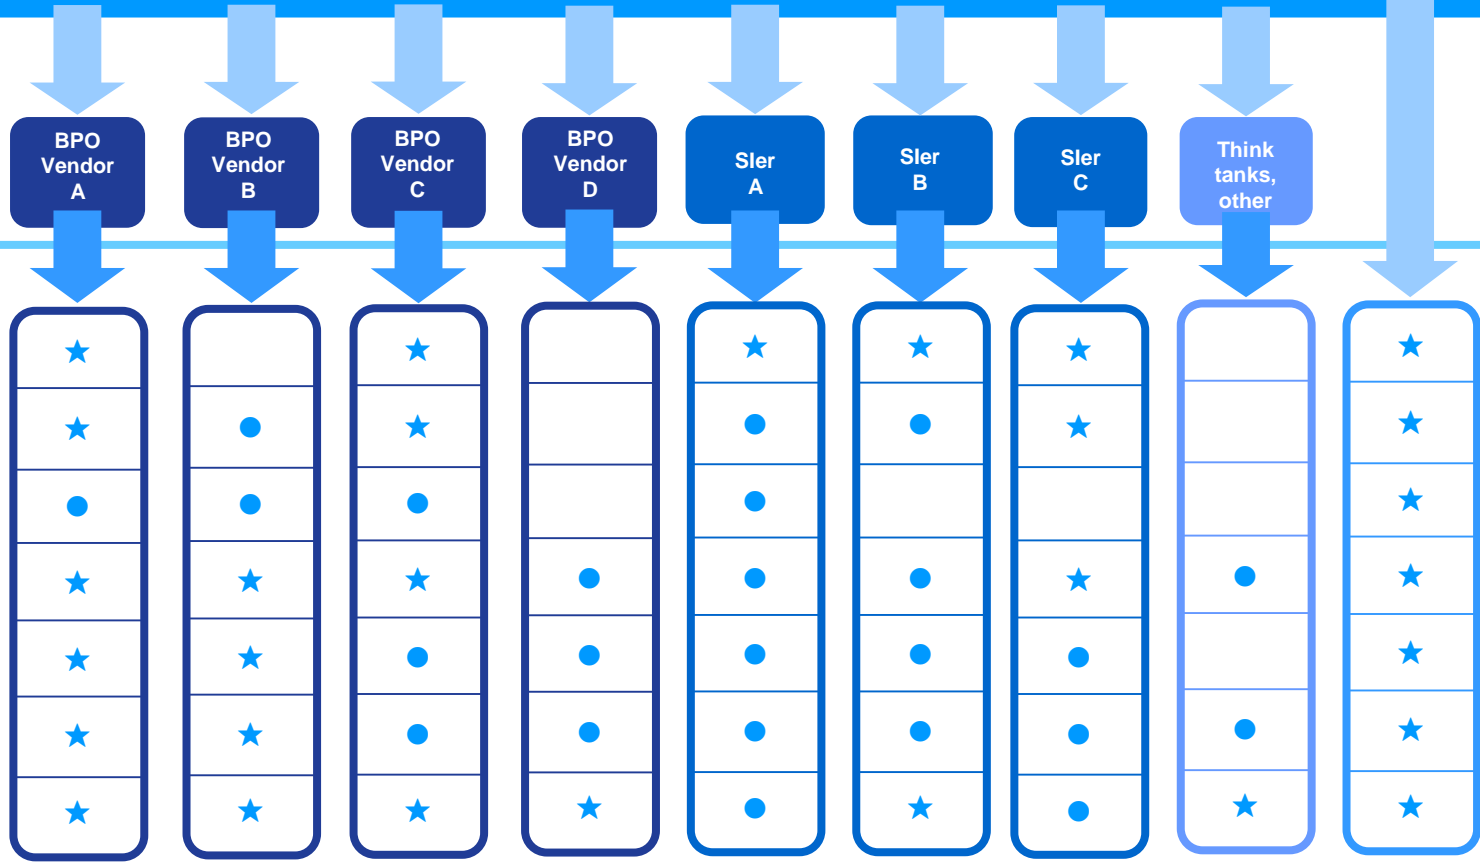 BPO
Vendor
A
BPO
Vendor
B
BPO
Vendor
C
BPO
Vendor
D
SIer
A
SIer
B
SIer
C
Think
tanks,
other